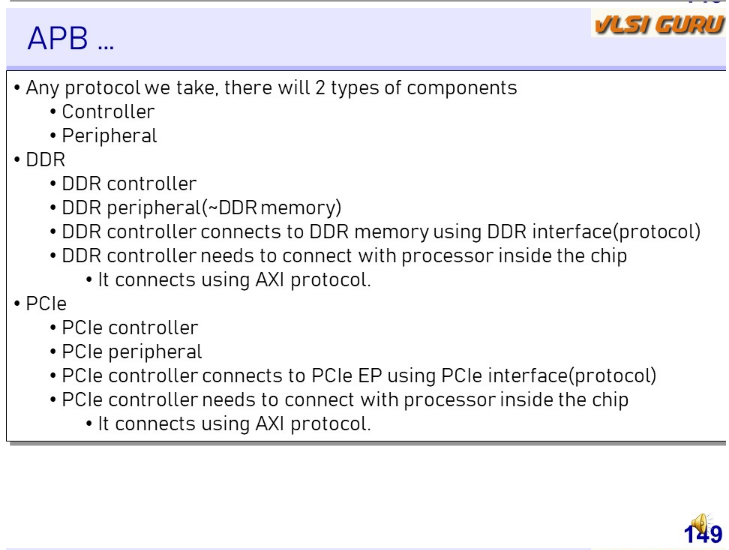 VLSI GURU
APB ...
• Any protocol we take, there will 2 types of components
• Controller
• Peripheral
• DDR
• DDR controller
• DDR peripheral(~DDR memory)
• DDR controller connects to DDR memory using DDR interface(protocol)
• DDR controller needs to connect with processor inside the chip
• It connects using AXI protocol.
• PCIe
• PCIe controller
• PCIe peripheral
• PCIe controller connects to PCIe EP using PCIe interface(protocol)
• PCIe controller needs to connect with processor inside the chip
• It connects using AXI protocol.
149